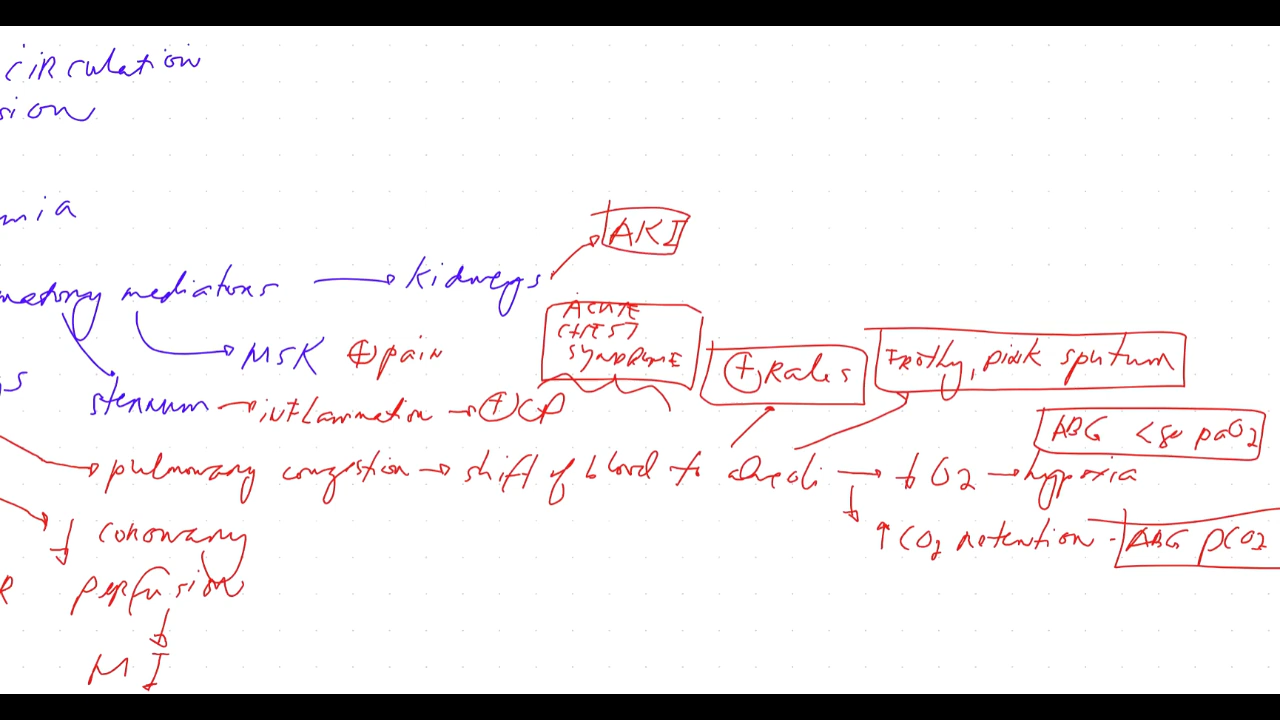 circulation
sion
mia
AKI
matory mediators → kidneys
ACUTE
CHEST
SYNDROME
MSK ⊕ pain
⊕ Rales
Frothy, pink sputum
s
sternum → inflammation → ⊕ CP
ABG <80 paO2
pulmonary congestion → shift of blood to alveoli → ↓ O2 → hypoxia
↓ coronary
↑ CO2 retention - ABG pCO2
R perfusion
MI